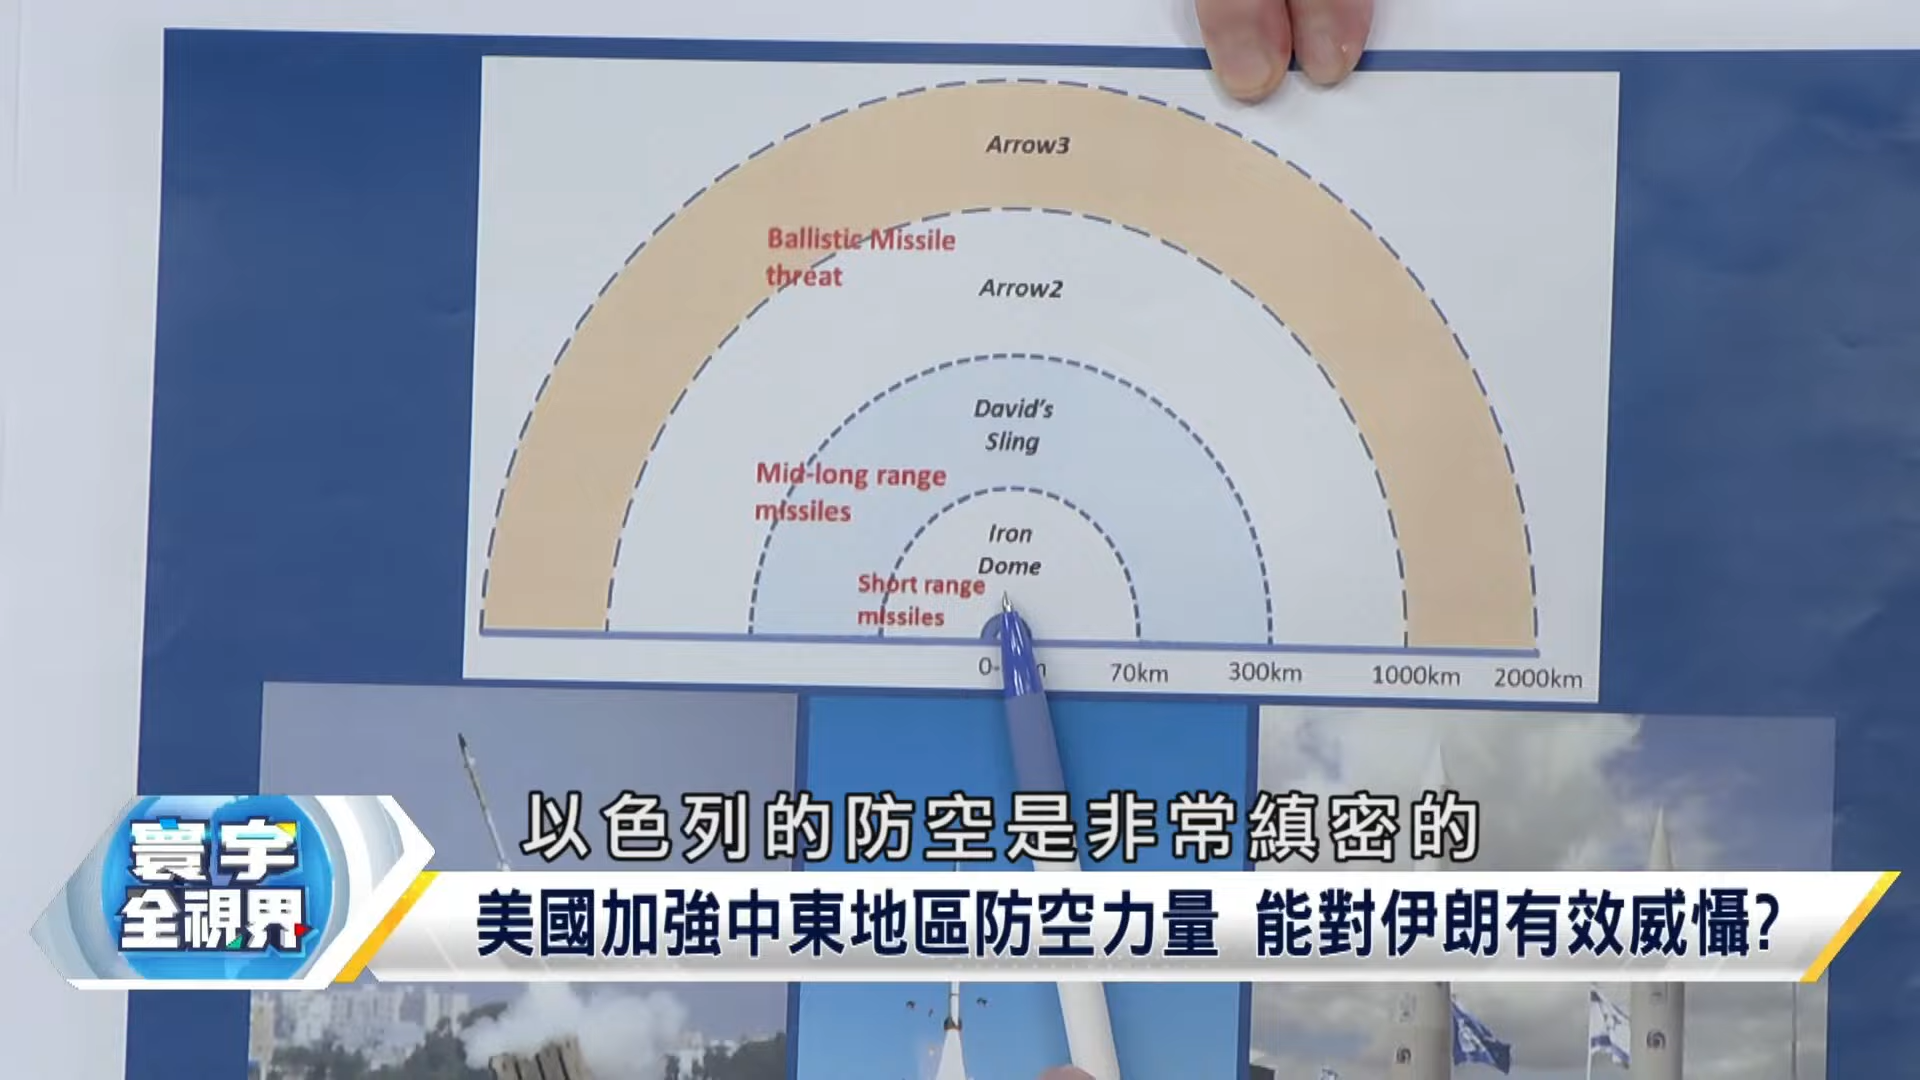 Arrow3
Ballistic Missile
threat
Arrow2
David's
Sling
Mid-long range
missiles
Iron
Dome
Short range
missiles
70km
300km
1000km
2000km
以色列的防空是非常縝密的
寰宇
全視界
美國加強中東地區防空力量 能對伊朗有效威懾?